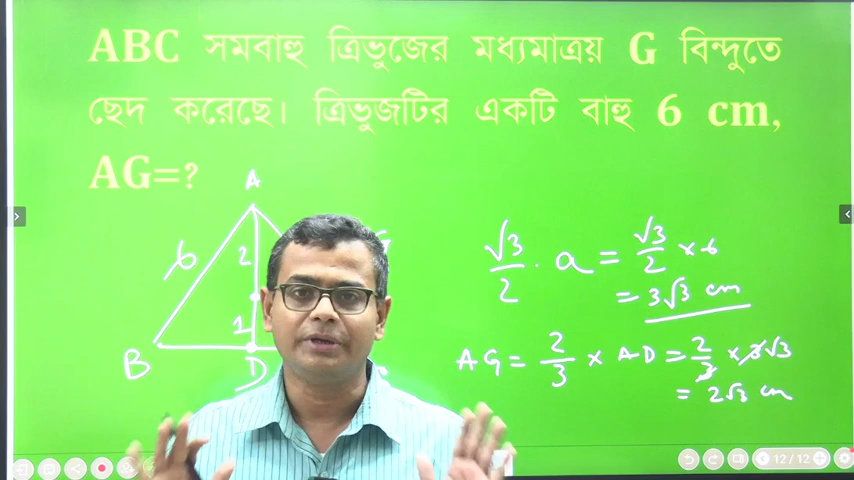 ABC সমবাহু ত্রিভুজের মধ্যমাত্রয় G বিন্দুতে
ছেদ করেছে। ত্রিভুজটির একটি বাহু 6 cm,
AG=?
A
6
2
1
B
D
√3/2 · a = √3/2 × 6
= 3√3 cm
AG = 2/3 × AD = 2/3 × 3√3
= 2√3 cm
12 / 12